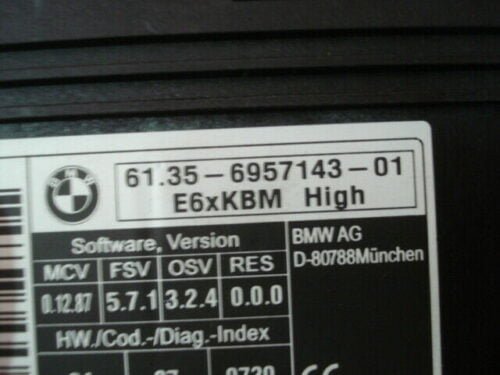 BMW
61.35-6957143-01
E6xKBM High
Software, Version
MCV FSV OSV RES
0.12.87 5.7.1 3.2.4 0.0.0
BMW AG
D-80788München
HW./Cod.-/Diag.-Index